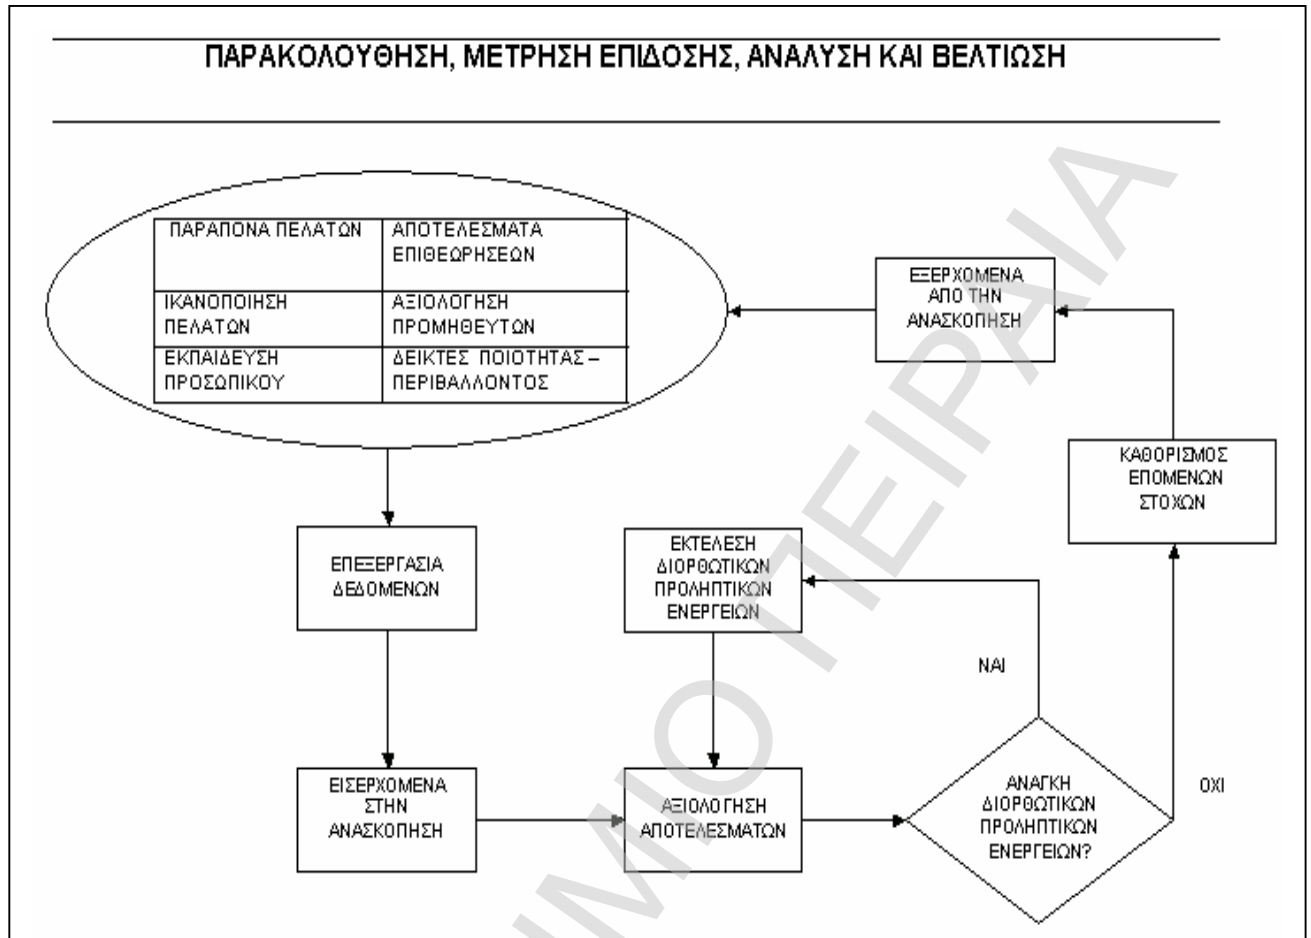 ΠΑΡΑΚΟΛΟΥΘΗΣΗ, ΜΕΤΡΗΣΗ ΕΠΙΔΟΣΗΣ, ΑΝΑΛΥΣΗ ΚΑΙ ΒΕΛΤΙΩΣΗ
ΠΑΡΑΠΟΝΑ ΠΕΛΑΤΩΝ
ΑΠΟΤΕΛΕΣΜΑΤΑ
ΕΠΙΘΕΩΡΗΣΕΩΝ
ΙΚΑΝΟΠΟΙΗΣΗ
ΠΕΛΑΤΩΝ
ΑΞΙΟΛΟΓΗΣΗ
ΠΡΟΜΗΘΕΥΤΩΝ
ΕΚΠΑΙΔΕΥΣΗ
ΠΡΟΣΩΠΙΚΟΥ
ΔΕΙΚΤΕΣ ΠΟΙΟΤΗΤΑΣ –
ΠΕΡΙΒΑΛΛΟΝΤΟΣ
ΕΞΕΡΧΟΜΕΝΑ
ΑΠΟ ΤΗΝ
ΑΝΑΣΚΟΠΗΣΗ
ΚΑΘΟΡΙΣΜΟΣ
ΕΠΟΜΕΝΩΝ
ΣΤΟΧΩΝ
ΕΠΕΞΕΡΓΑΣΙΑ
ΔΕΔΟΜΕΝΩΝ
ΕΚΤΕΛΕΣΗ
ΔΙΟΡΘΩΤΙΚΩΝ
ΠΡΟΛΗΠΤΙΚΩΝ
ΕΝΕΡΓΕΙΩΝ
ΝΑΙ
ΕΙΣΕΡΧΟΜΕΝΑ
ΣΤΗΝ
ΑΝΑΣΚΟΠΗΣΗ
ΑΞΙΟΛΟΓΗΣΗ
ΑΠΟΤΕΛΕΣΜΑΤΩΝ
ΑΝΑΓΚΗ
ΔΙΟΡΘΩΤΙΚΩΝ
ΠΡΟΛΗΠΤΙΚΩΝ
ΕΝΕΡΓΕΙΩΝ?
ΟΧΙ
ΜΙΟ ΠΕΙΡΑΙΑ